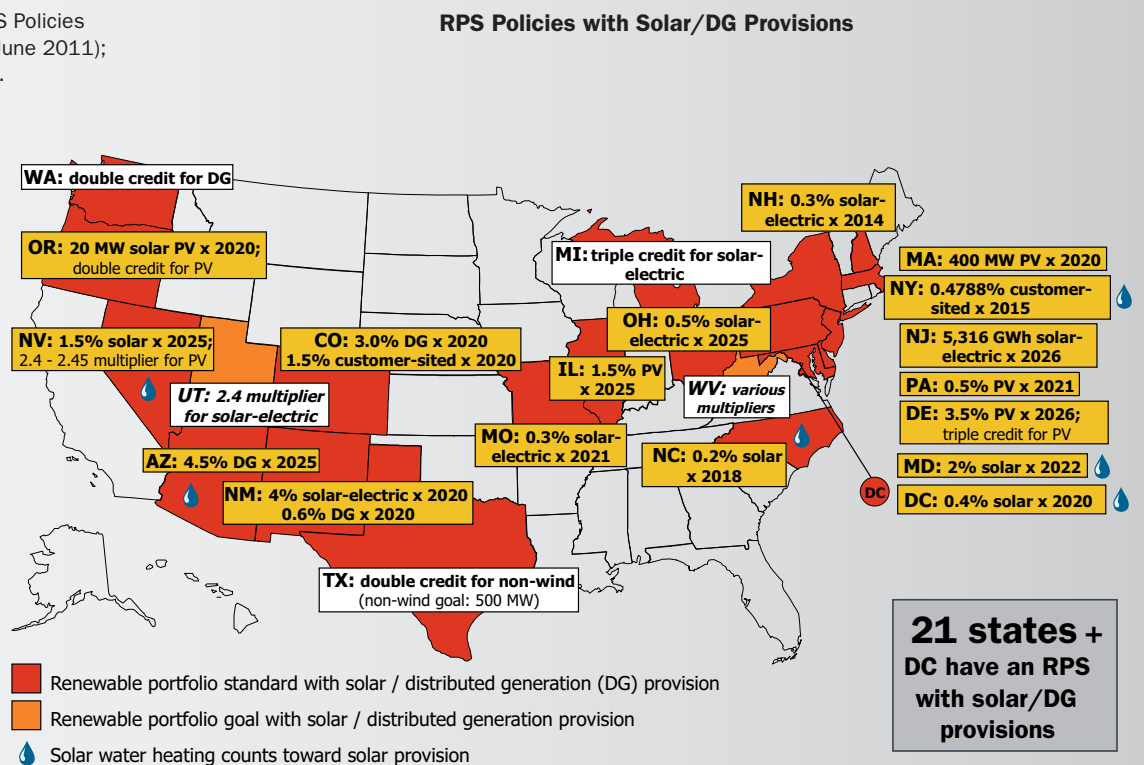 S Policies
June 2011);
.
RPS Policies with Solar/DG Provisions
WA: double credit for DG
OR: 20 MW solar PV x 2020;
double credit for PV
NV: 1.5% solar x 2025;
2.4 - 2.45 multiplier for PV
UT: 2.4 multiplier
for solar-electric
CO: 3.0% DG x 2020
1.5% customer-sited x 2020
AZ: 4.5% DG x 2025
NM: 4% solar-electric x 2020
0.6% DG x 2020
TX: double credit for non-wind
(non-wind goal: 500 MW)
MI: triple credit for solar-
electric
OH: 0.5% solar-
electric x 2025
IL: 1.5% PV
x 2025
WV: various
multipliers
MO: 0.3% solar-
electric x 2021
NC: 0.2% solar
x 2018
NH: 0.3% solar-
electric x 2014
MA: 400 MW PV x 2020
NY: 0.4788% customer-
sited x 2015
NJ: 5,316 GWh solar-
electric x 2026
PA: 0.5% PV x 2021
DE: 3.5% PV x 2026;
triple credit for PV
MD: 2% solar x 2022
DC: 0.4% solar x 2020
DC
21 states +
DC have an RPS
with solar/DG
provisions
Renewable portfolio standard with solar / distributed generation (DG) provision
Renewable portfolio goal with solar / distributed generation provision
Solar water heating counts toward solar provision